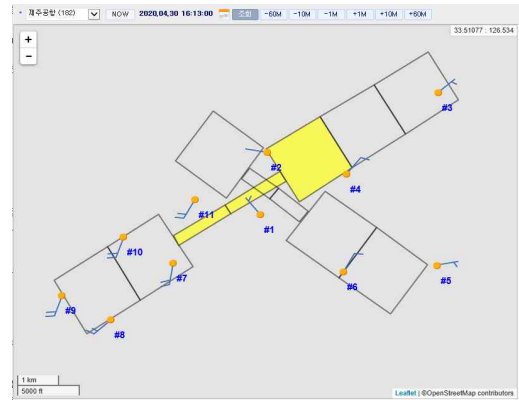 제주공항 (182) NOW 2020.04.30 16:13:00 조회 -60M -10M -1M +1M +10M +60M
33.51077 : 126.534
+
-
#3
#2
#4
#11
#1
#10
#7
#6
#5
#9
#8
1 km
5000 ft
Leaflet | ©OpenStreetMap contributors